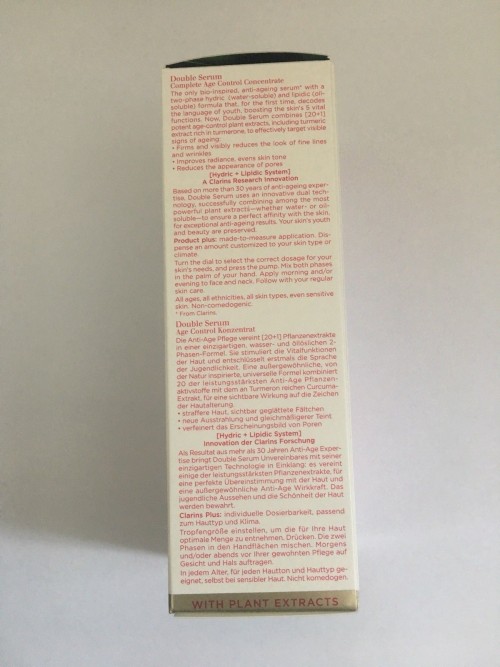 Double Serum
Complete Age Control Concentrate
The only bio-inspired, anti-ageing serum* with a
two-phase hydric (water-soluble) and lipidic (oil-
soluble) formula that, for the first time, decodes
the language of youth, boosting the skin's 5 vital
functions. Now, Double Serum combines [20+1]
potent age-control plant extracts, including turmeric
extract rich in turmerone, to effectively target visible
signs of ageing:
• Firms and visibly reduces the look of fine lines
and wrinkles
• Improves radiance, evens skin tone
• Reduces the appearance of pores
[Hydric + Lipidic System]
A Clarins Research Innovation
Based on more than 30 years of anti-ageing exper-
tise, Double Serum uses an innovative dual tech-
nology, successfully combining among the most
powerful plant extracts—whether water- or oil-
soluble—to ensure a perfect affinity with the skin,
for exceptional anti-ageing results. Your skin's youth
and beauty are preserved.
Product plus: made-to-measure application. Dis-
pense an amount customized to your skin type or
climate.
Turn the dial to select the correct dosage for your
skin's needs, and press the pump. Mix both phases
in the palm of your hand. Apply morning and/or
evening to face and neck. Follow with your regular
skin care.
All ages, all ethnicities, all skin types, even sensitive
skin. Non-comedogenic.
* From Clarins.
Double Serum
Age Control Konzentrat
Die Anti-Age Pflege vereint [20+1] Pflanzenextrakte
in einer einzigartigen, wasser- und öllöslichen 2-
Phasen-Formel. Sie stimuliert die Vitalfunktionen
der Haut und entschlüsselt erstmals die Sprache
der Jugendlichkeit. Eine außergewöhnliche, von
der Natur inspirierte, universelle Formel kombiniert
20 der leistungsstärksten Anti-Age Pflanzen-
aktivstoffe mit dem an Turmeron reichen Curcuma-
Extrakt, für eine sichtbare Wirkung auf die Zeichen
der Hautalterung.
• straffere Haut, sichtbar geglättete Fältchen
• neue Ausstrahlung und gleichmäßigerer Teint
• verfeinert das Erscheinungsbild von Poren
[Hydric + Lipidic System]
Innovation der Clarins Forschung
Als Resultat aus mehr als 30 Jahren Anti-Age Exper-
tise bringt Double Serum Unvereinbares mit seiner
einzigartigen Technologie in Einklang: es vereint
einige der leistungsstärksten Pflanzenextrakte, für
eine perfekte Übereinstimmung mit der Haut und
eine außergewöhnliche Anti-Age Wirkkraft. Das
jugendliche Aussehen und die Schönheit der Haut
werden bewahrt.
Clarins Plus: individuelle Dosierbarkeit, passend
zum Hauttyp und Klima.
Tropfengröße einstellen, um die für Ihre Haut
optimale Menge zu entnehmen. Drücken. Die zwei
Phasen in den Handflächen mischen. Morgens
und/oder abends vor Ihrer gewohnten Pflege auf
Gesicht und Hals auftragen.
In jedem Alter, für jeden Hautton und Hauttyp ge-
eignet, selbst bei sensibler Haut. Nicht komedogen.
WITH PLANT EXTRACTS